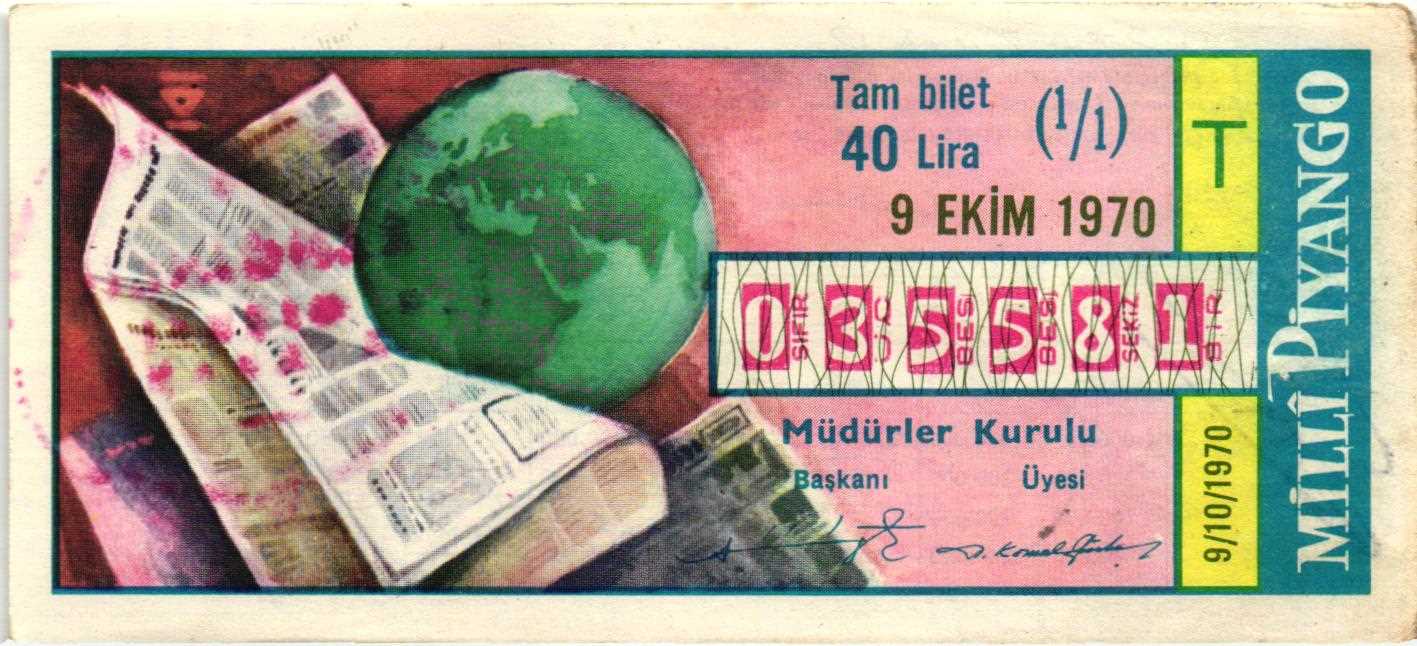 Tam bilet (1/1)
40 Lira
9 EKİM 1970
T
MİLLÎ PİYANGO
0 SIFIR 3 ÜÇ 5 BEŞ 5 BEŞ 8 SEKİZ 1 BİR
Müdürler Kurulu
Başkanı Üyesi
9/10/1970